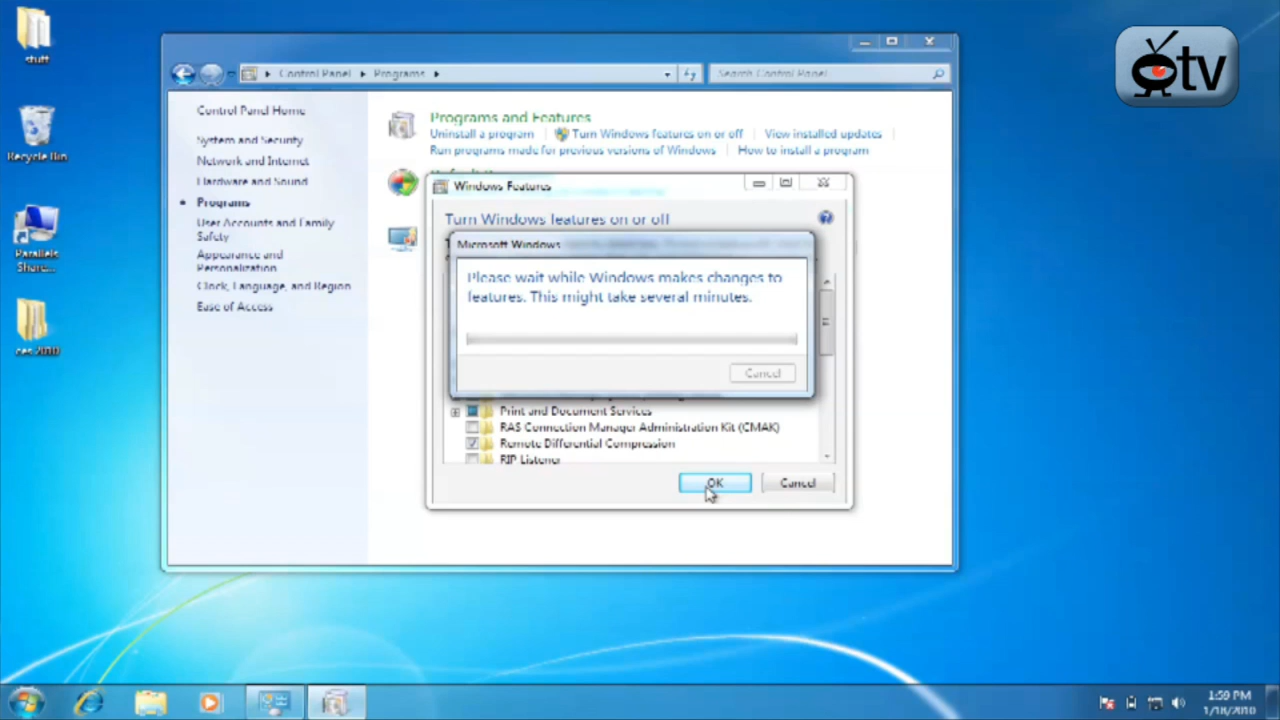 stuff
Recycle Bin
Parallels
Share...
ces 2010
Control Panel
Programs
Search Control Panel
Control Panel Home
System and Security
Network and Internet
Hardware and Sound
Programs
User Accounts and Family
Safety
Appearance and
Personalization
Clock, Language, and Region
Ease of Access
Programs and Features
Uninstall a program
Turn Windows features on or off
View installed updates
Run programs made for previous versions of Windows
How to install a program
Windows Features
Turn Windows features on or off
Microsoft Windows
Please wait while Windows makes changes to
features. This might take several minutes.
Cancel
Print and Document Services
RAS Connection Manager Administration Kit (CMAK)
Remote Differential Compression
RIP Listener
OK
Cancel
tv
1:59 PM
1/18/2010